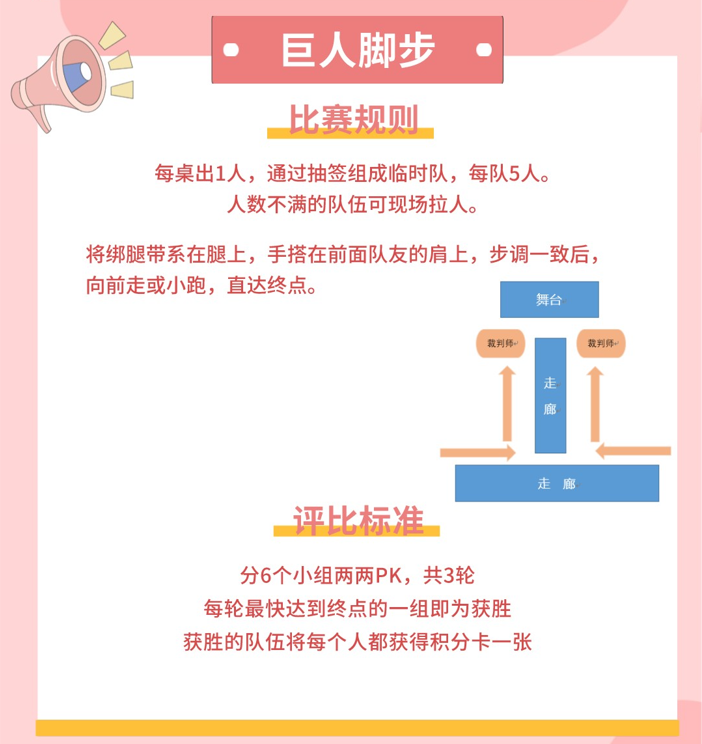 巨人脚步
比赛规则
每桌出1人，通过抽签组成临时队，每队5人。
人数不满的队伍可现场拉人。
将绑腿带系在腿上，手搭在前面队友的肩上，步调一致后，
向前走或小跑，直达终点。
舞台
裁判师
裁判师
走
廊
走 廊
评比标准
分6个小组两两PK，共3轮
每轮最快达到终点的一组即为获胜
获胜的队伍将每个人都获得积分卡一张